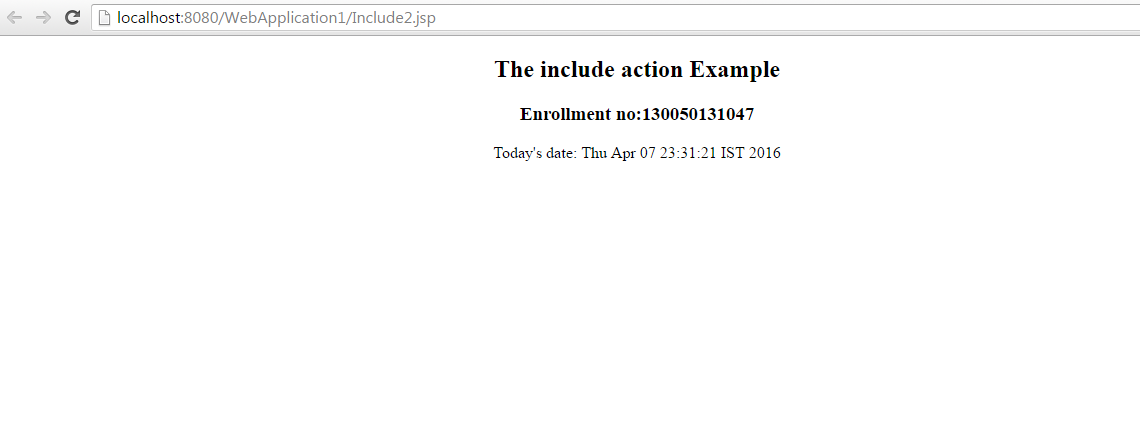 localhost:8080/WebApplication1/Include2.jsp
The include action Example
Enrollment no:130050131047
Today's date: Thu Apr 07 23:31:21 IST 2016